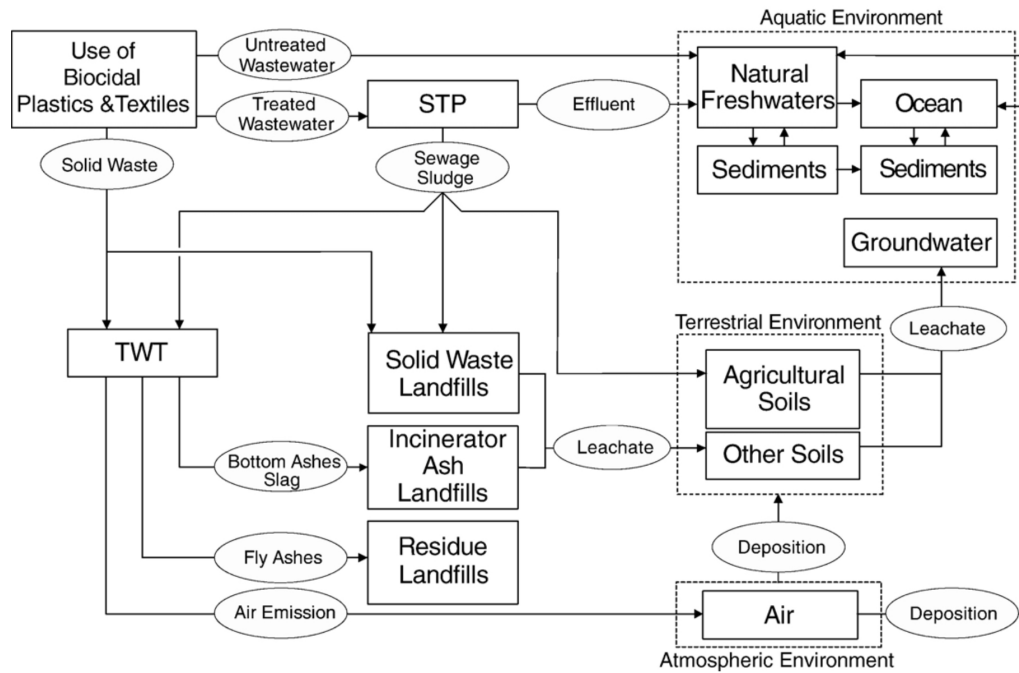 Aquatic Environment
Use of
Biocidal
Plastics & Textiles
Untreated
Wastewater
Treated
Wastewater
STP
Effluent
Natural
Freshwaters
Ocean
Solid Waste
Sewage
Sludge
Sediments
Sediments
Groundwater
Leachate
Terrestrial Environment
TWT
Solid Waste
Landfills
Agricultural
Soils
Bottom Ashes
Slag
Incinerator
Ash
Landfills
Leachate
Other Soils
Fly Ashes
Residue
Landfills
Deposition
Air Emission
Air
Deposition
Atmospheric Environment